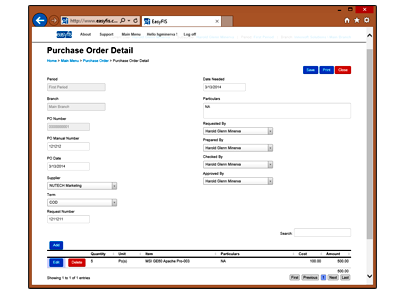 http://www.easyfis.c...
EasyFIS
easyfis
About Support Main Menu Hello hgminerva ! Log off
Purchase Order Detail
Home > Main Menu > Purchase Order > Purchase Order Detail
Save Print Close
Period
First Period
Branch
Main Branch
PO Number
0000000001
PO Manual Number
121212
PO Date
3/13/2014
Supplier
NUTECH Marketing
Term
COD
Request Number
1211211
Date Needed
3/13/2014
Particulars
NA
Requested By
Harold Glenn Minerva
Prepared By
Harold Glenn Minerva
Checked By
Harold Glenn Minerva
Approved By
Harold Glenn Minerva
Search:
Add
Quantity Unit Item Particulars Cost Amount
Edit Delete 5 Pc(s) MSI GE60 Apache Pro-003 NA 100.00 500.00
500.00
Showing 1 to 1 of 1 entries
First Previous 1 Next Last